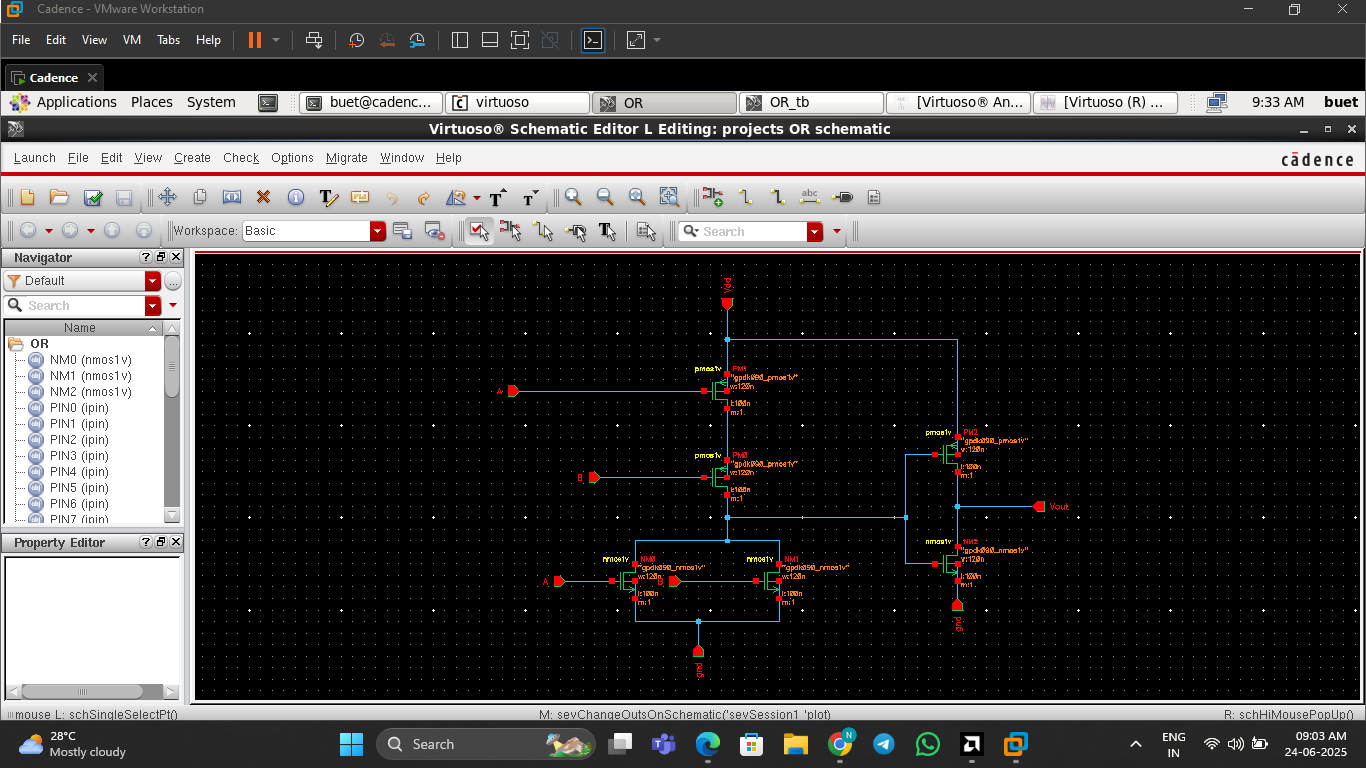 Cadence - VMware Workstation
File Edit View VM Tabs Help
Cadence
Applications Places System buet@cadenc... virtuoso OR OR_tb [Virtuoso® An... [Virtuoso (R) ... 9:33 AM buet
Virtuoso® Schematic Editor L Editing: projects OR schematic
Launch File Edit View Create Check Options Migrate Window Help cādence
Workspace: Basic Search
Navigator
Default
Search
Name
OR
NM0 (nmos1v)
NM1 (nmos1v)
NM2 (nmos1v)
PIN0 (ipin)
PIN1 (ipin)
PIN2 (ipin)
PIN3 (ipin)
PIN4 (ipin)
PIN5 (ipin)
PIN6 (ipin)
PIN7 (ipin)
Property Editor
Vdd
pmos1v PM1
"gpdk090_pmos1v"
w:120n
l:100n
m:1
A
pmos1v PM0
"gpdk090_pmos1v"
w:120n
l:100n
m:1
B
pmos1v PM2
"gpdk090_pmos1v"
w:120n
l:100n
m:1
Vout
nmos1v NM2
"gpdk090_nmos1v"
w:120n
l:100n
m:1
gnd
nmos1v NM0
"gpdk090_nmos1v"
w:120n
l:100n
m:1
A
nmos1v NM1
"gpdk090_nmos1v"
w:120n
l:100n
m:1
B
gnd
mouse L: schSingleSelectPt() M: sevChangeOutsOnSchematic('sevSession1 'plot) R: schHiMousePopUp()
28°C
Mostly cloudy
Search
N
ENG
IN
09:03 AM
24-06-2025